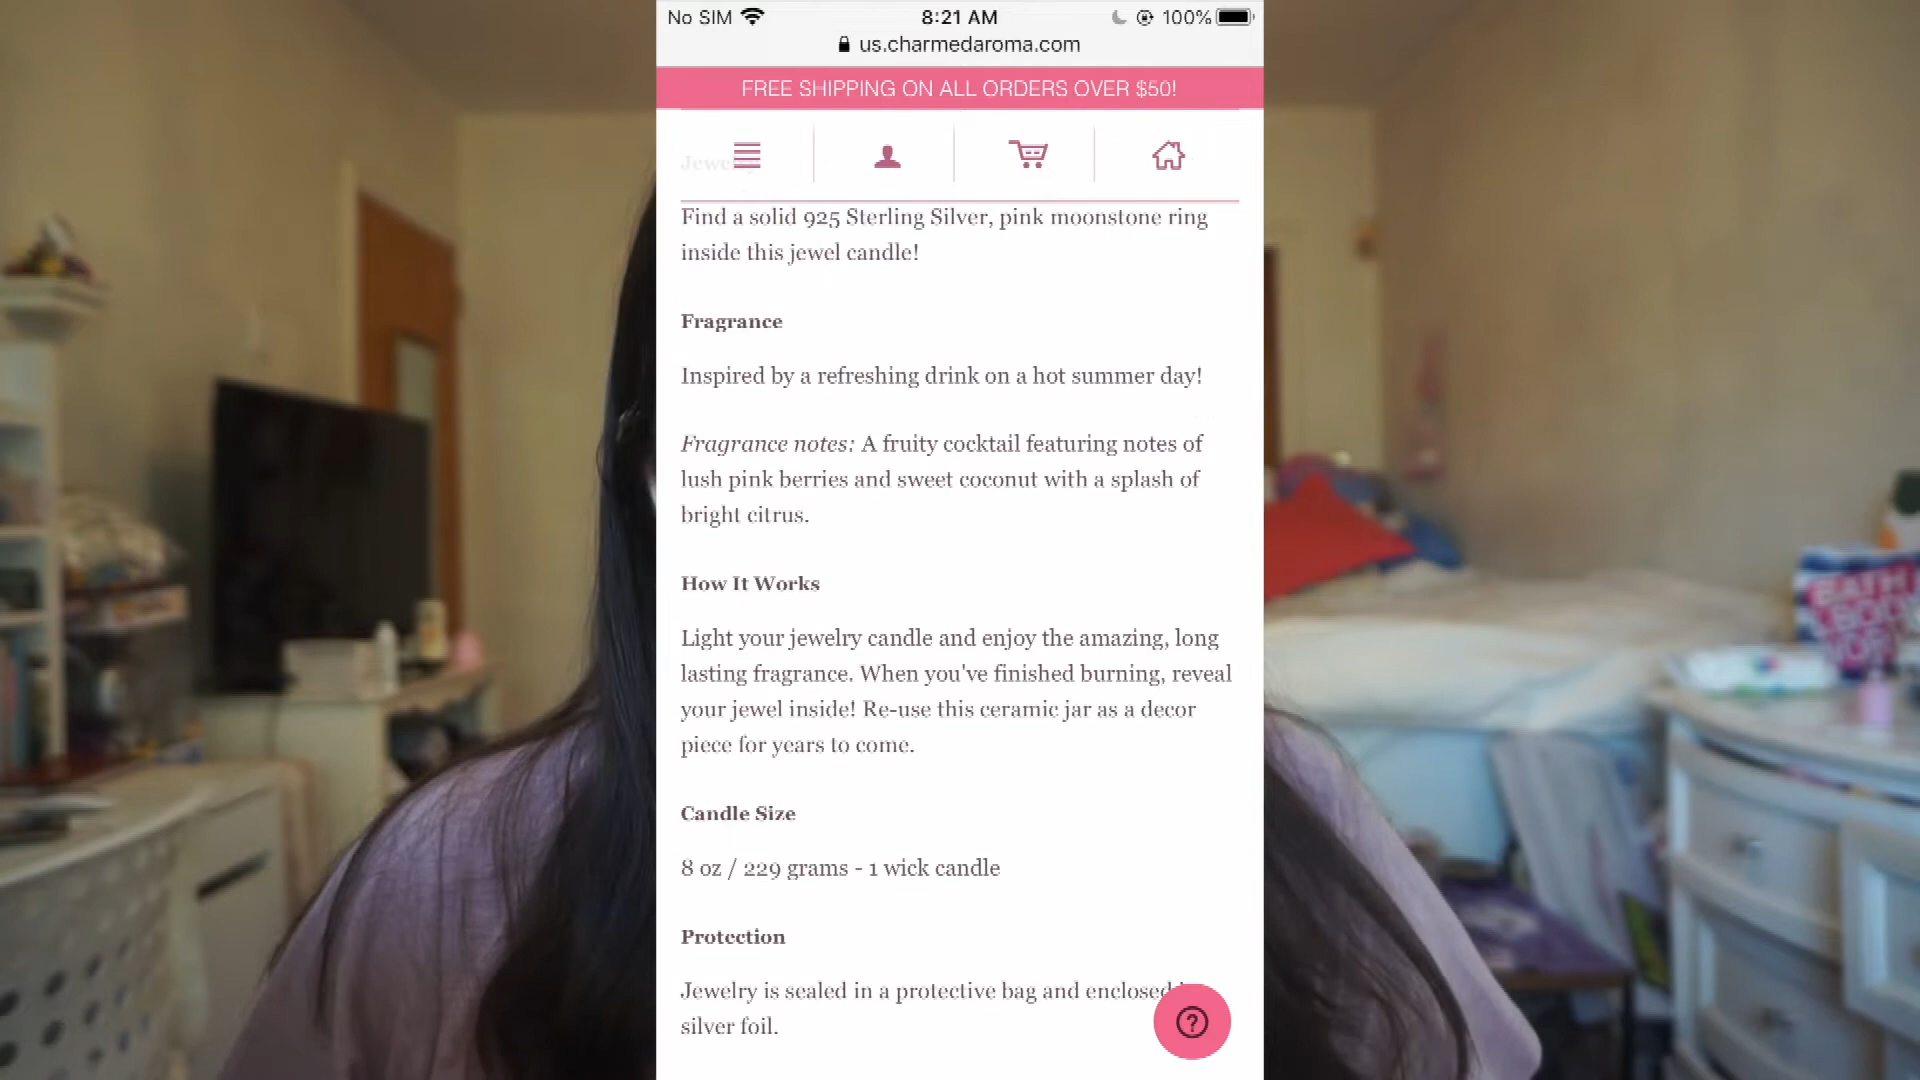 No SIM 8:21 AM 100%
us.charmedaroma.com
FREE SHIPPING ON ALL ORDERS OVER $50!
Find a solid 925 Sterling Silver, pink moonstone ring
inside this jewel candle!
Fragrance
Inspired by a refreshing drink on a hot summer day!
Fragrance notes: A fruity cocktail featuring notes of
lush pink berries and sweet coconut with a splash of
bright citrus.
How It Works
Light your jewelry candle and enjoy the amazing, long
lasting fragrance. When you've finished burning, reveal
your jewel inside! Re-use this ceramic jar as a decor
piece for years to come.
Candle Size
8 oz / 229 grams - 1 wick candle
Protection
Jewelry is sealed in a protective bag and enclosed
silver foil.
BATH